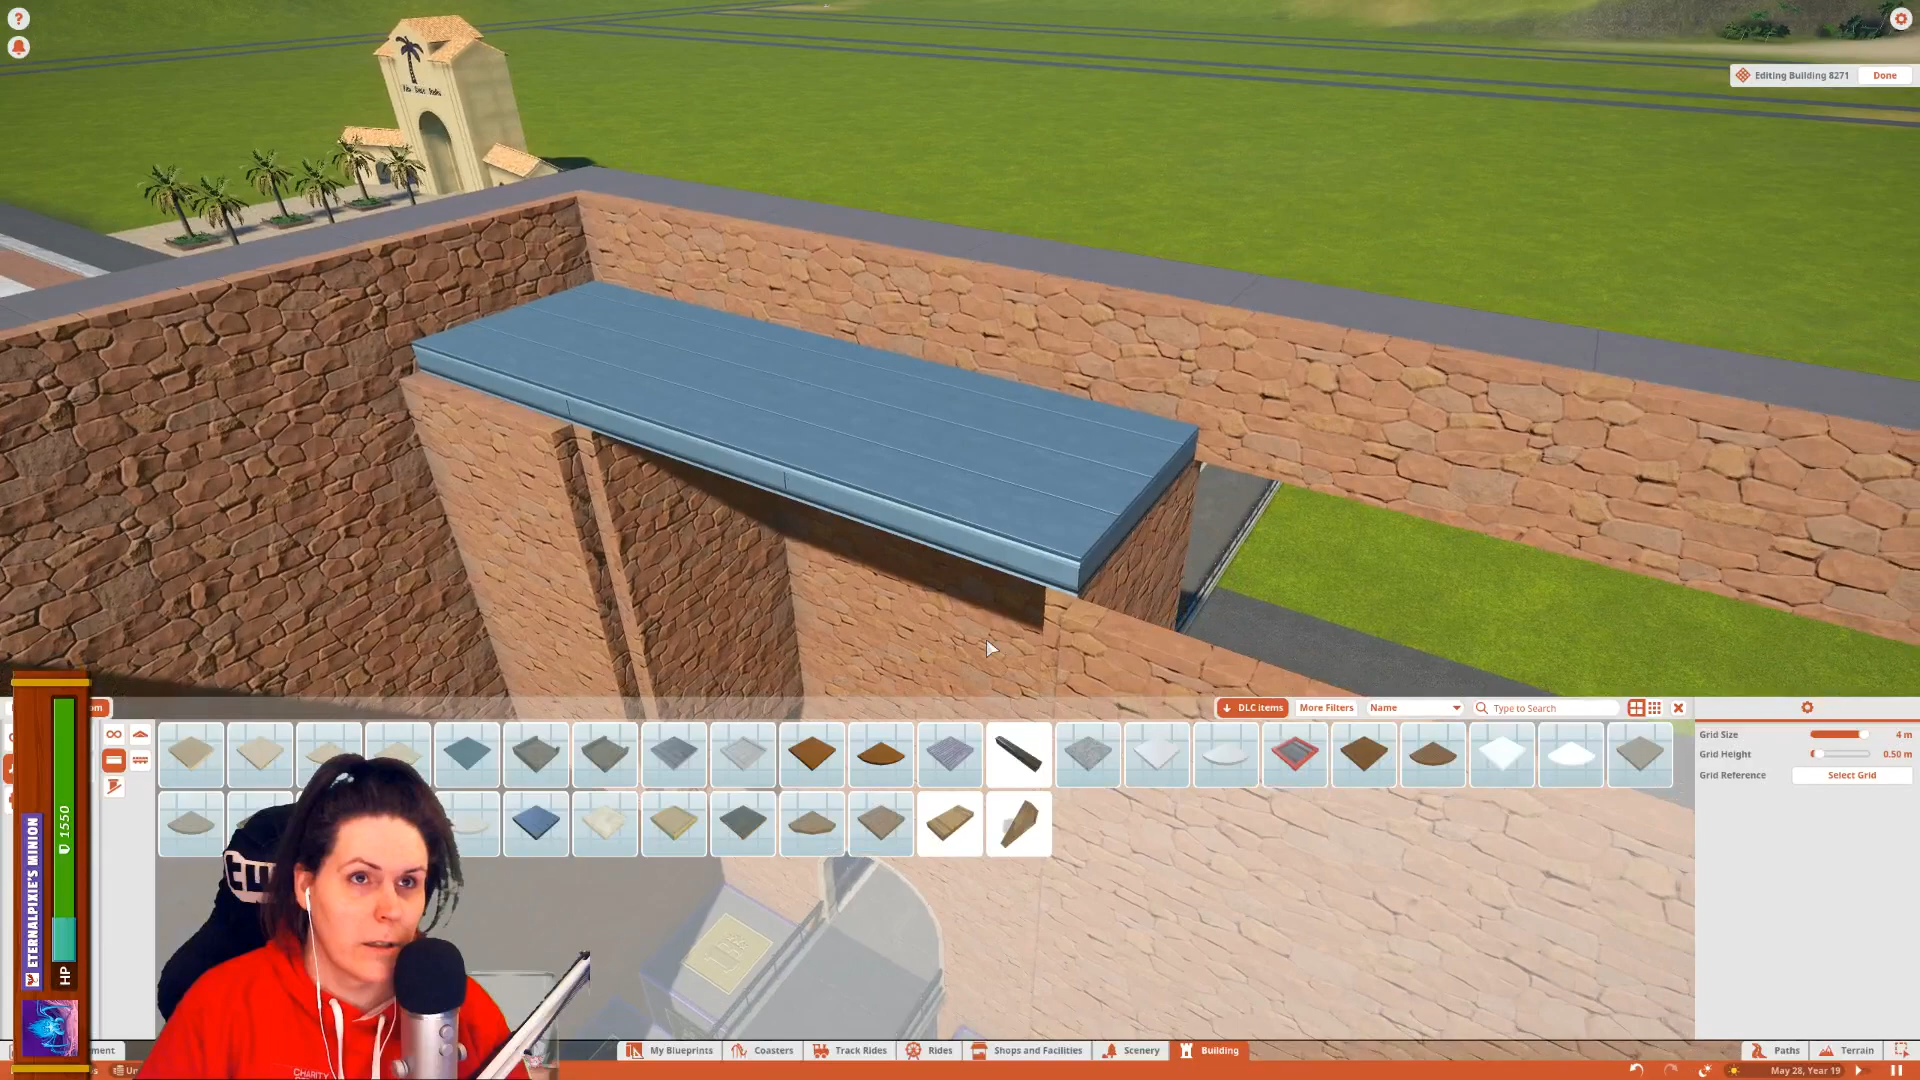 ?
Editing Building 8271
Done
DLC items
More Filters
Name
Type to Search
Grid Size
4 m
Grid Height
0.50 m
Grid Reference
Select Grid
ETERNALPIXIE'S MINION
1550
HP
CHARITY
My Blueprints
Coasters
Track Rides
Rides
Shops and Facilities
Scenery
Building
Paths
Terrain
May 28, Year 19